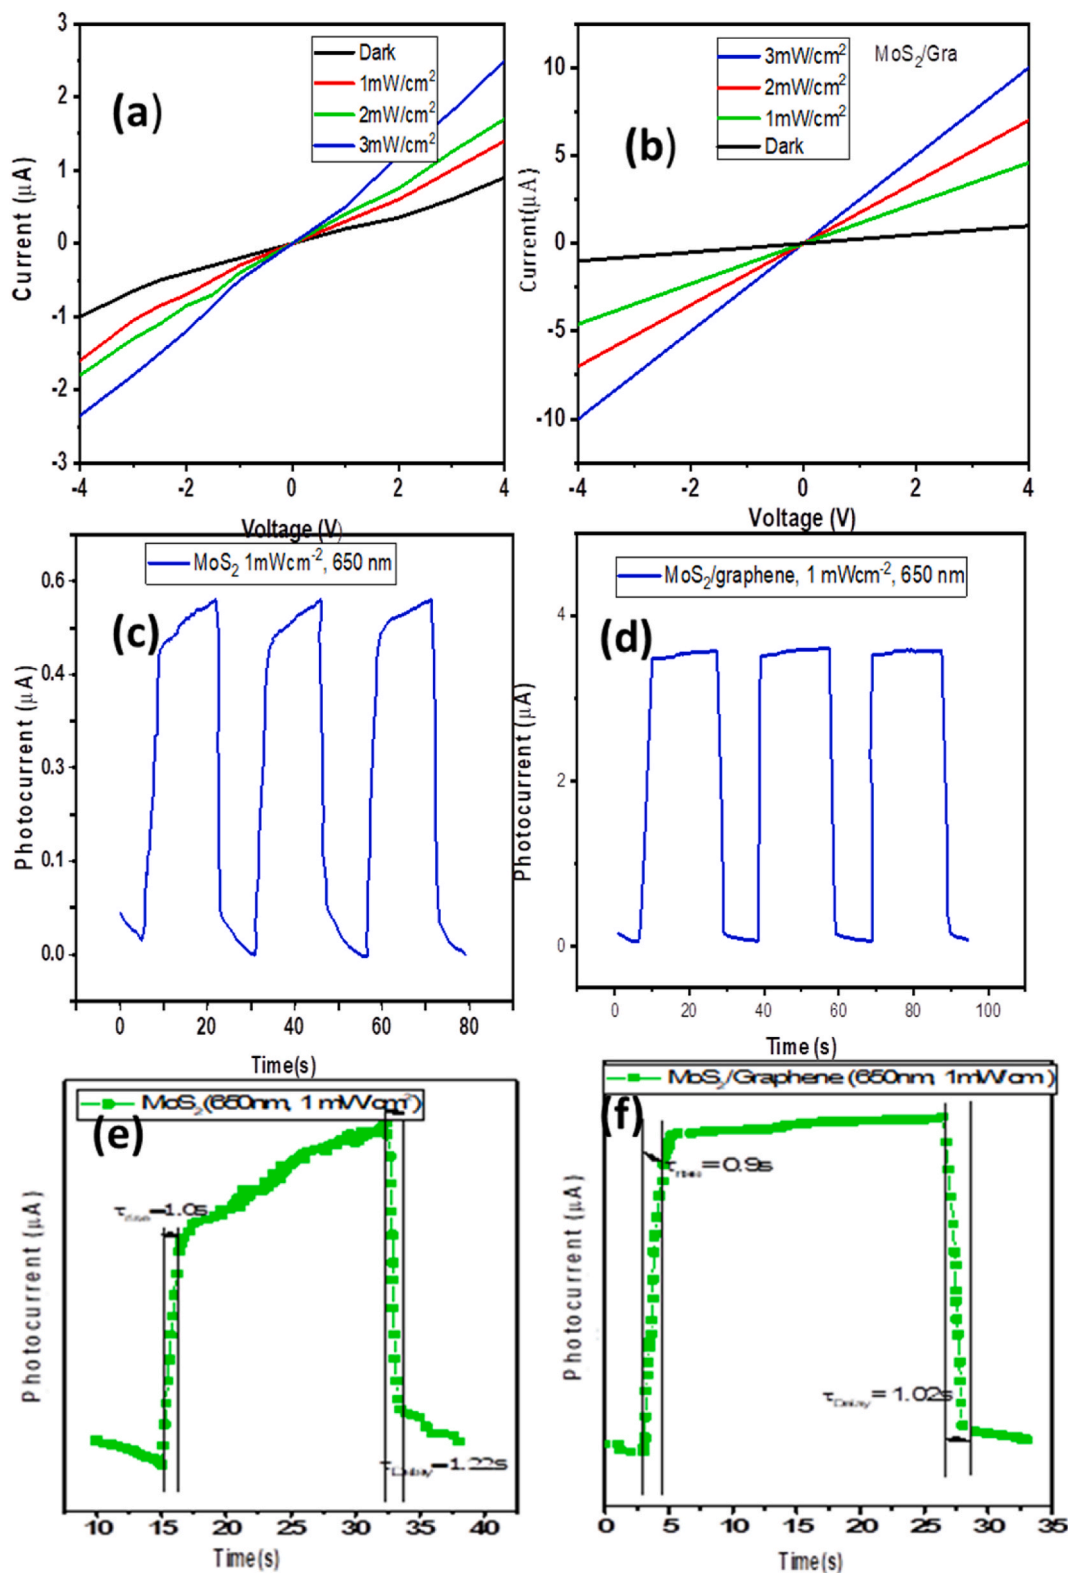 (a)
Dark
1mW/cm²
2mW/cm²
3mW/cm²
3
2
1
0
-1
-2
-3
Current (μA)
-4
-2
0
2
4
Voltage (V)
(b)
3mW/cm²
2mW/cm²
1mW/cm²
Dark
MoS₂/Gra
10
5
0
-5
-10
Current(μA)
-4
-2
0
2
4
Voltage (V)
(c)
MoS₂ 1mWcm⁻², 650 nm
0.6
0.4
0.3
0.1
0.0
Photocurrent (μA)
0
20
40
60
80
Time(s)
(d)
MoS₂/graphene, 1 mWcm⁻², 650 nm
4
2
0
Photocurrent (μA)
0
20
40
60
80
100
Time (s)
(e)
MoS₂(650nm, 1 mW/cm²)
=1.0s
τDelay=1.22s
Photocurrent (μA)
10
15
20
25
30
35
40
Time(s)
(f)
MoS₂/Graphene (650nm, 1mW/cm )
=0.9s
τDelay=1.02s
Photocurrent (μA)
0
5
10
15
20
25
30
35
Time(s)